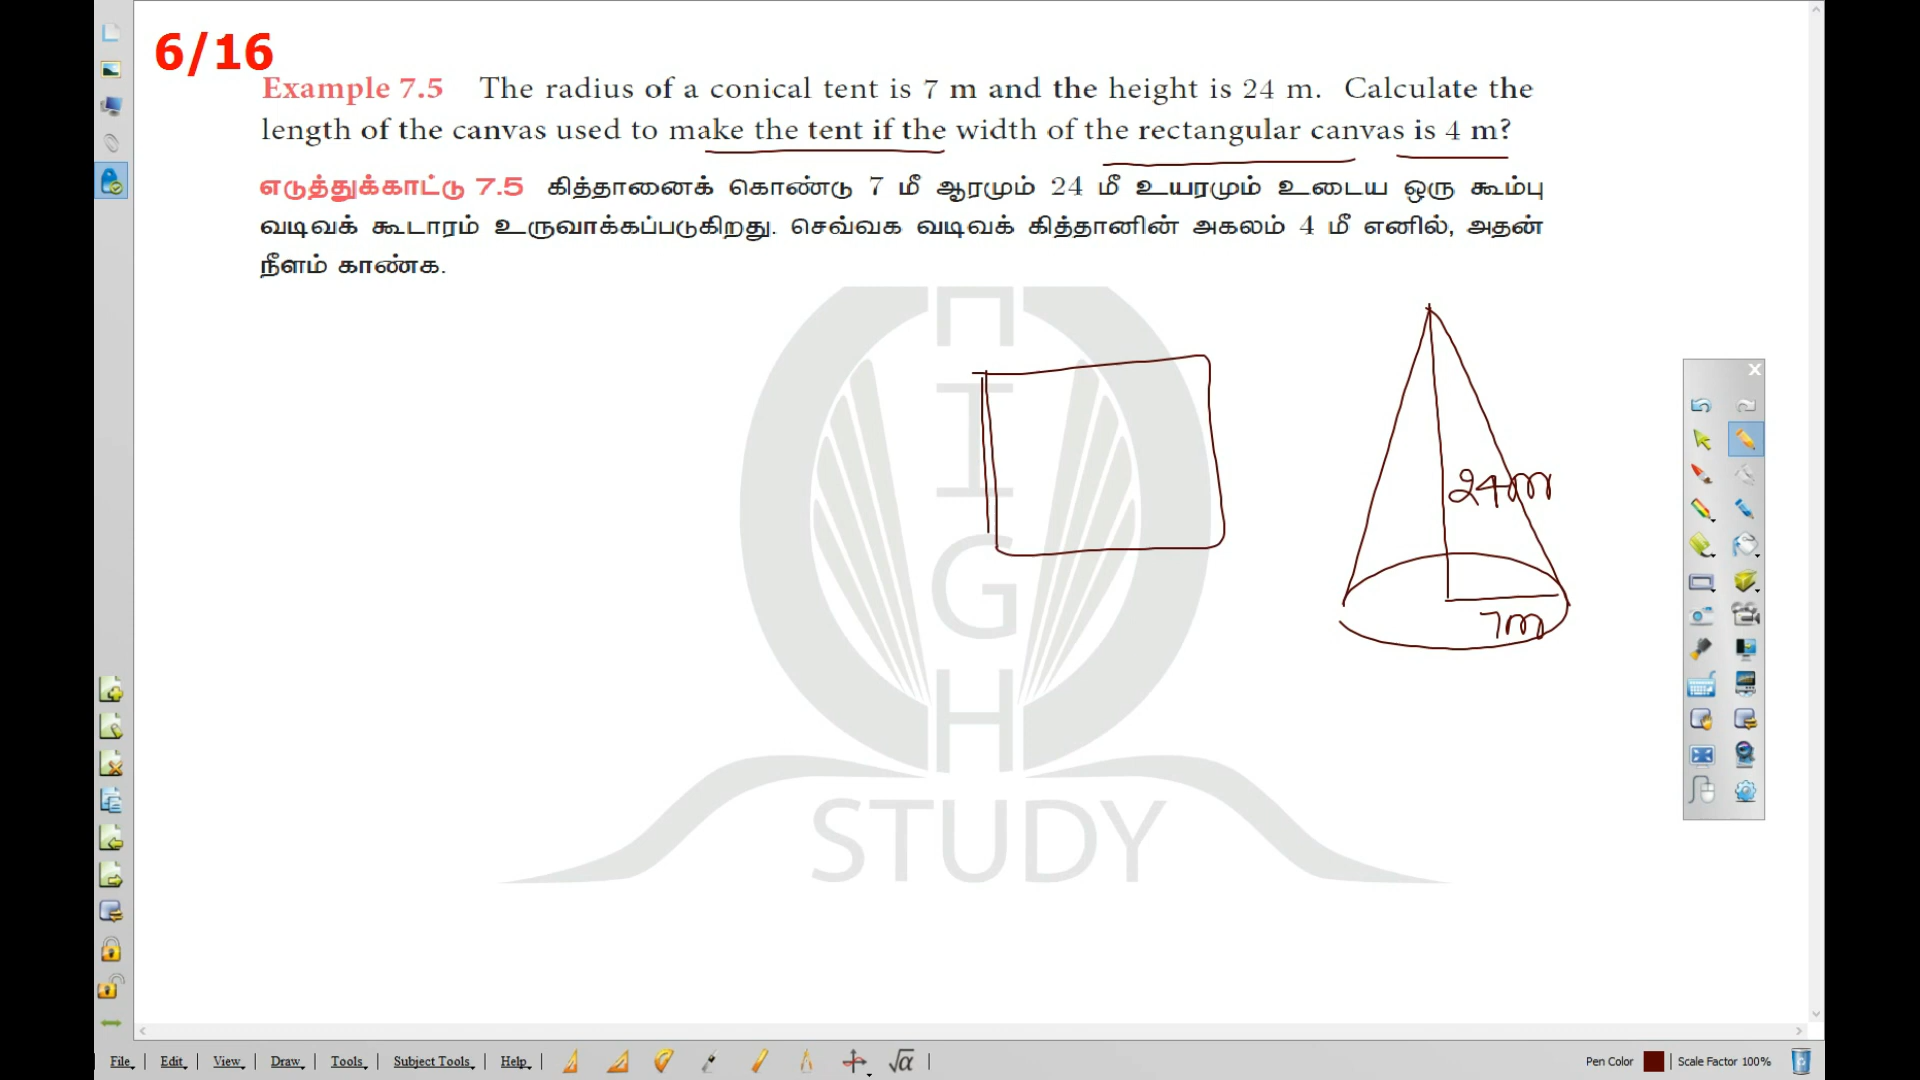 6/16
Example 7.5 The radius of a conical tent is 7 m and the height is 24 m. Calculate the
length of the canvas used to make the tent if the width of the rectangular canvas is 4 m?
எடுத்துக்காட்டு 7.5 கித்தானைக் கொண்டு 7 மீ ஆரமும் 24 மீ உயரமும் உடைய ஒரு கூம்பு
வடிவக் கூடாரம் உருவாக்கப்படுகிறது. செவ்வக வடிவக் கித்தானின் அகலம் 4 மீ எனில், அதன்
நீளம் காண்க.
24m
7m
HIGH
STUDY
File Edit View Draw Tools Subject Tools Help
Pen Color Scale Factor 100%